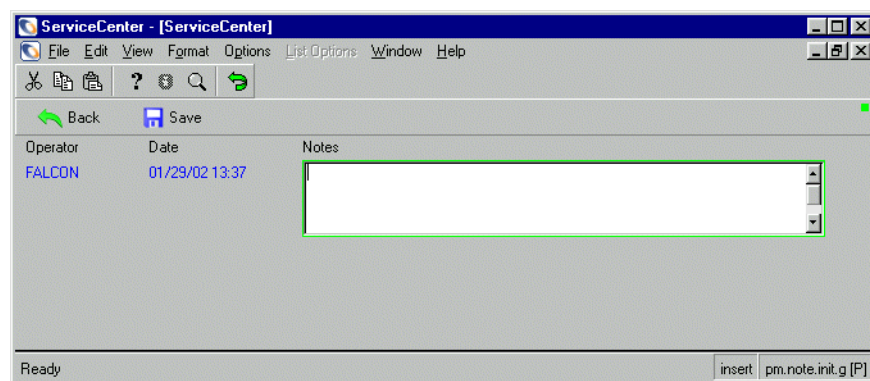 ServiceCenter - [ServiceCenter]
File Edit View Format Options List Options Window Help
?
Back Save
Operator Date Notes
FALCON 01/29/02 13:37
Ready insert pm.note.init.g [P]